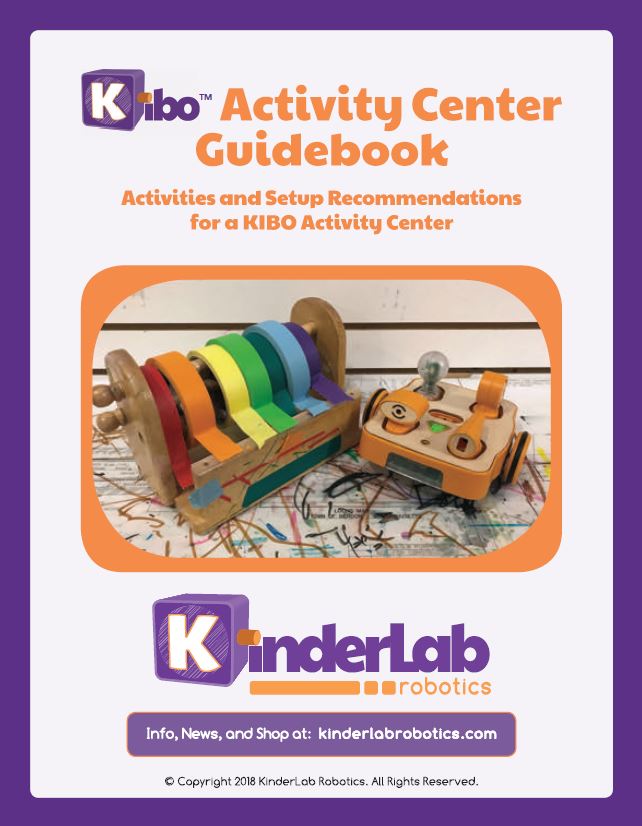 Kibo™ Activity Center
Guidebook
Activities and Setup Recommendations
for a KIBO Activity Center
KinderLab
robotics
Info, News, and Shop at: kinderlabrobotics.com
© Copyright 2018 KinderLab Robotics. All Rights Reserved.